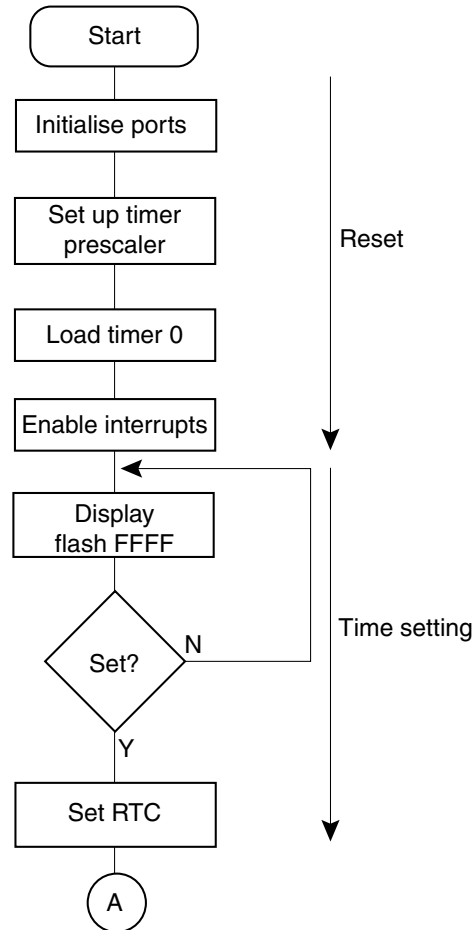 Start
Initialise ports
Set up timer
prescaler
Reset
Load timer 0
Enable interrupts
Display
flash FFFF
Time setting
Set?
N
Y
Set RTC
A